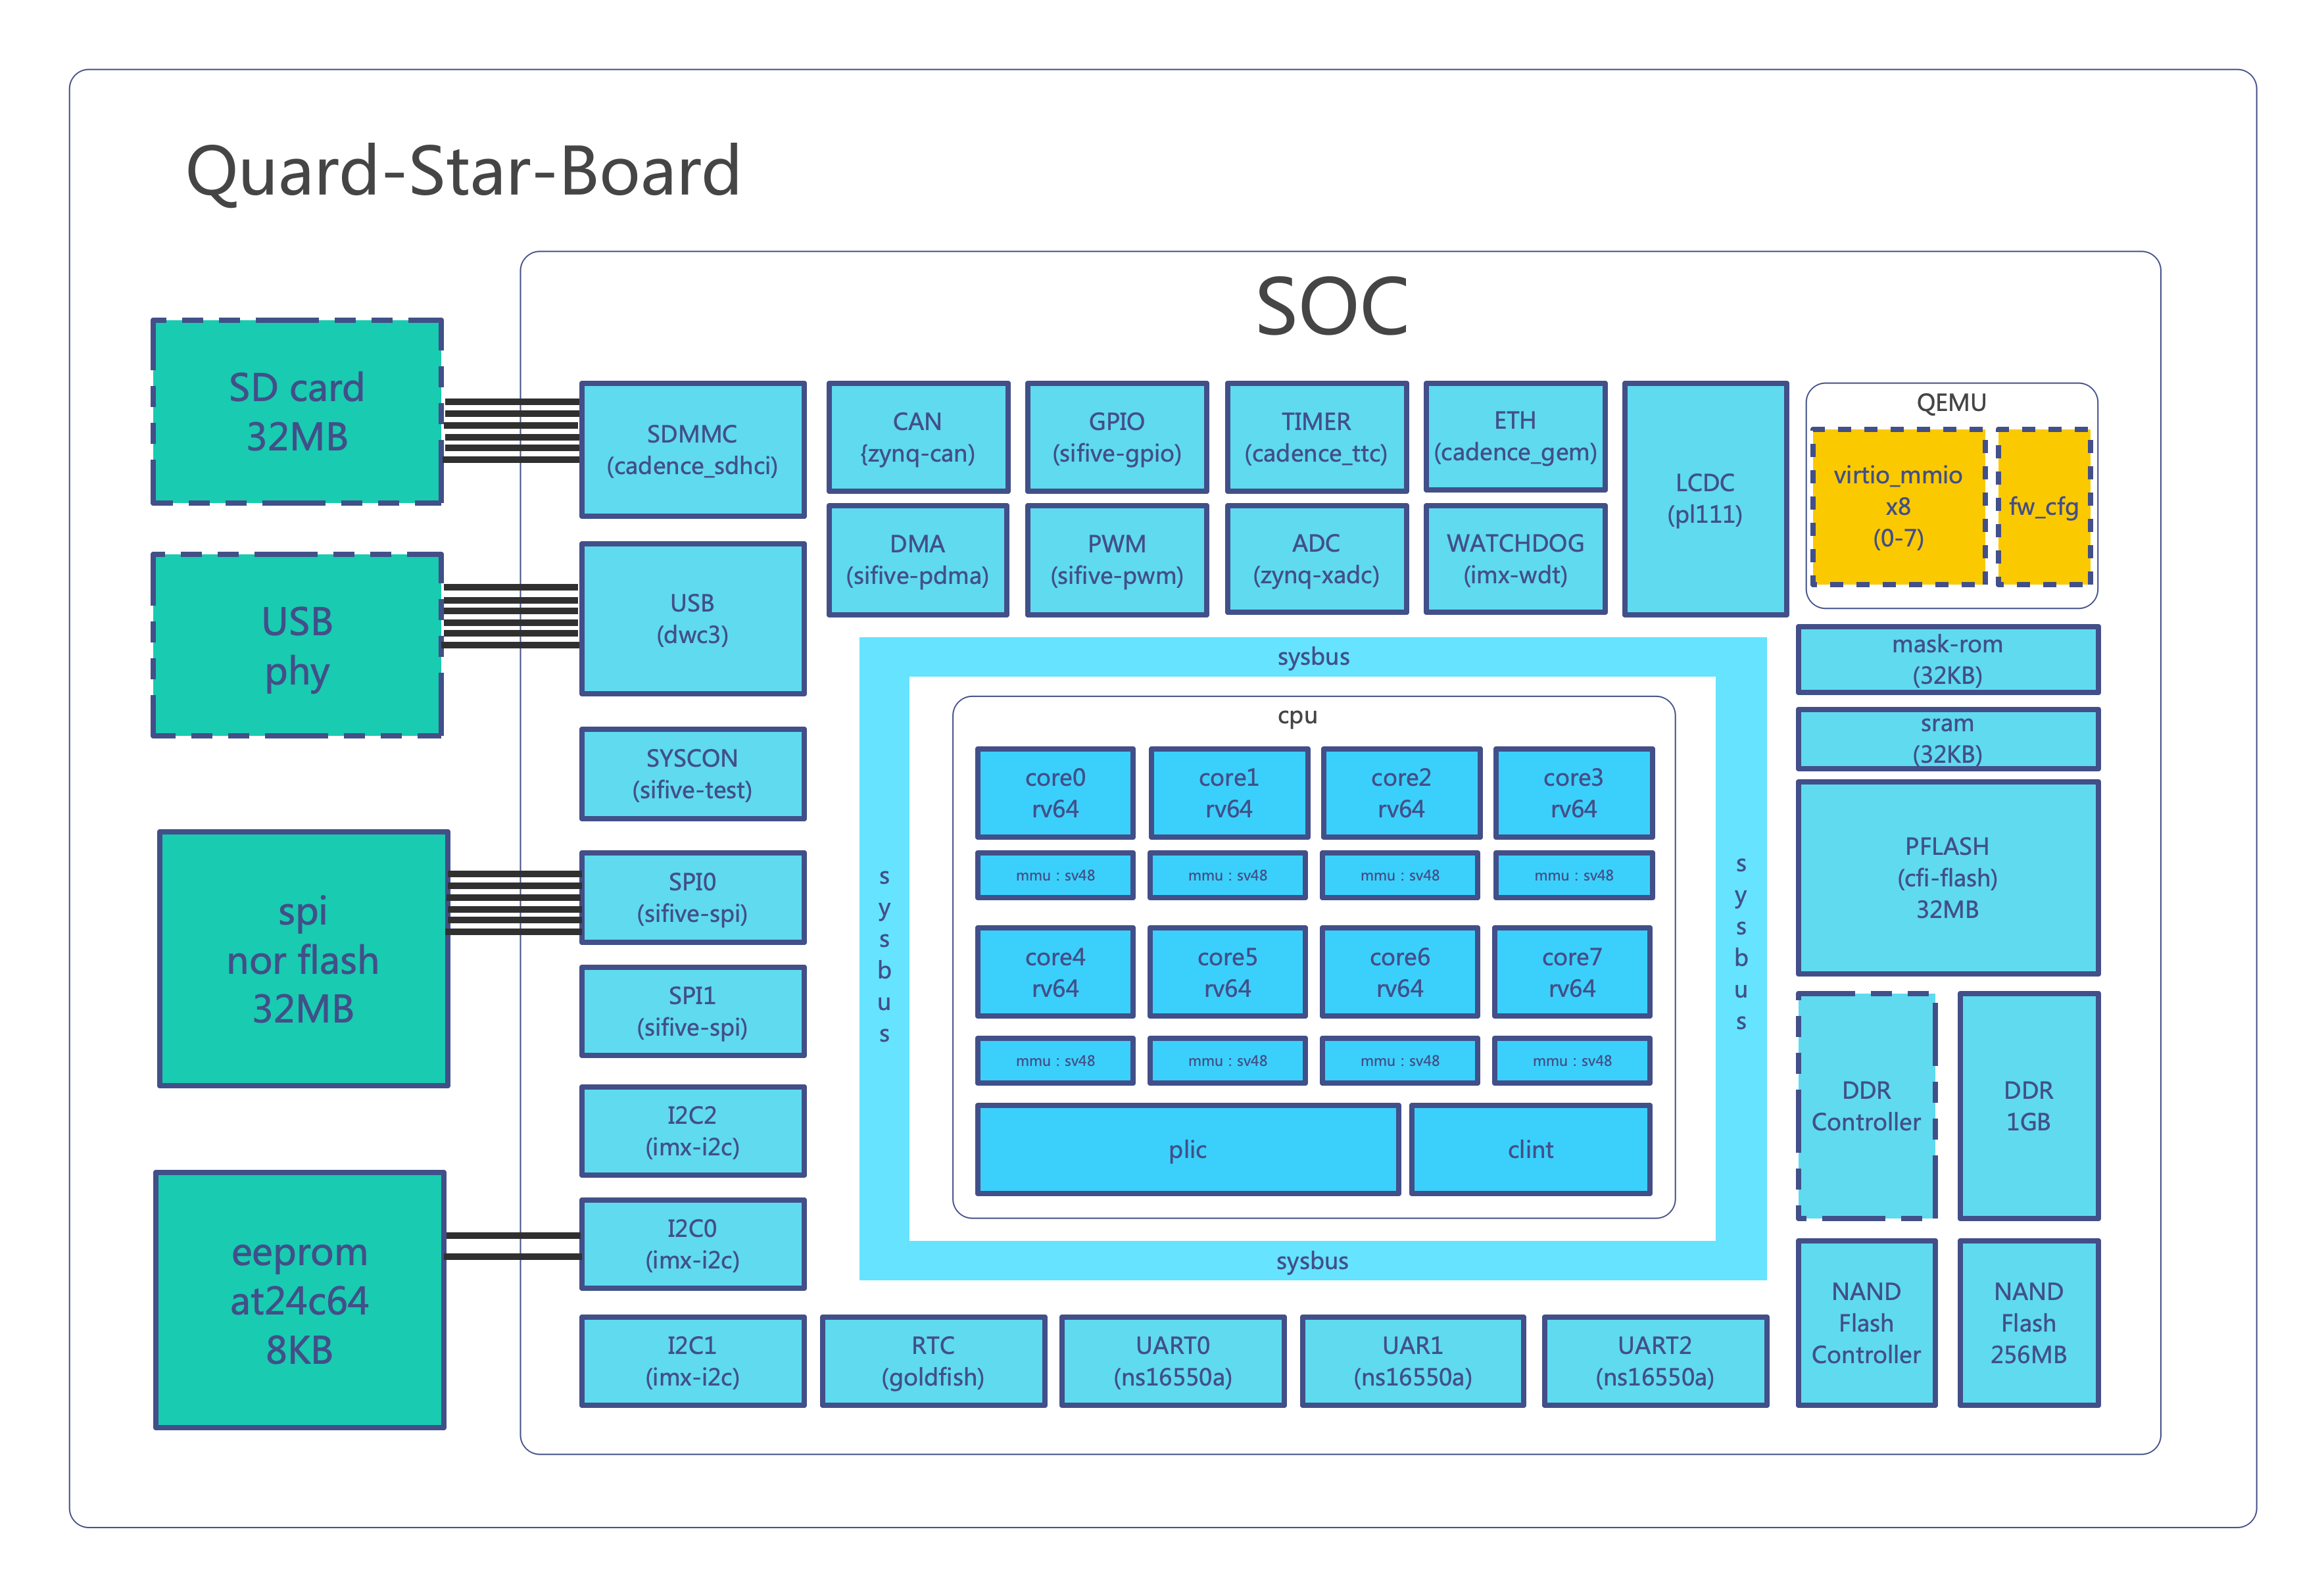 Quard-Star-Board
SOC
SD card
32MB
USB
phy
spi
nor flash
32MB
eeprom
at24c64
8KB
SDMMC
(cadence_sdhci)
USB
(dwc3)
SYSCON
(sifive-test)
SPI0
(sifive-spi)
SPI1
(sifive-spi)
I2C2
(imx-i2c)
I2C0
(imx-i2c)
I2C1
(imx-i2c)
CAN
{zynq-can)
GPIO
(sifive-gpio)
TIMER
(cadence_ttc)
ETH
(cadence_gem)
DMA
(sifive-pdma)
PWM
(sifive-pwm)
ADC
(zynq-xadc)
WATCHDOG
(imx-wdt)
LCDC
(pl111)
QEMU
virtio_mmio
x8
(0-7)
fw_cfg
sysbus
sysbus
sysbus
sysbus
cpu
core0
rv64
core1
rv64
core2
rv64
core3
rv64
mmu : sv48
mmu : sv48
mmu : sv48
mmu : sv48
core4
rv64
core5
rv64
core6
rv64
core7
rv64
mmu : sv48
mmu : sv48
mmu : sv48
mmu : sv48
plic
clint
mask-rom
(32KB)
sram
(32KB)
PFLASH
(cfi-flash)
32MB
DDR
Controller
DDR
1GB
NAND
Flash
Controller
NAND
Flash
256MB
RTC
(goldfish)
UART0
(ns16550a)
UAR1
(ns16550a)
UART2
(ns16550a)